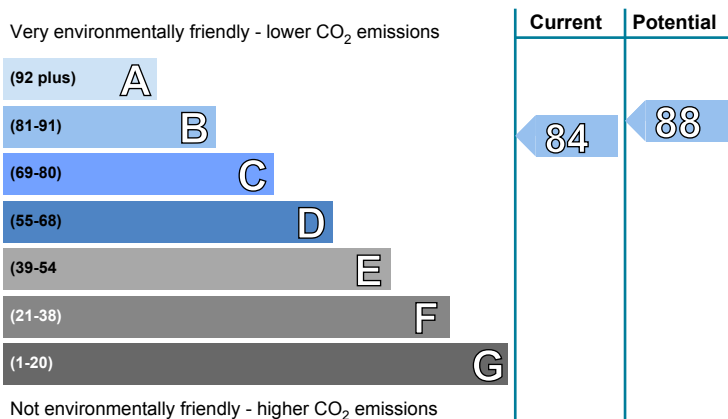 Very environmentally friendly - lower CO₂ emissions
Current
Potential
(92 plus) A
(81-91) B
(69-80) C
(55-68) D
(39-54 E
(21-38) F
(1-20) G
84
88
Not environmentally friendly - higher CO₂ emissions